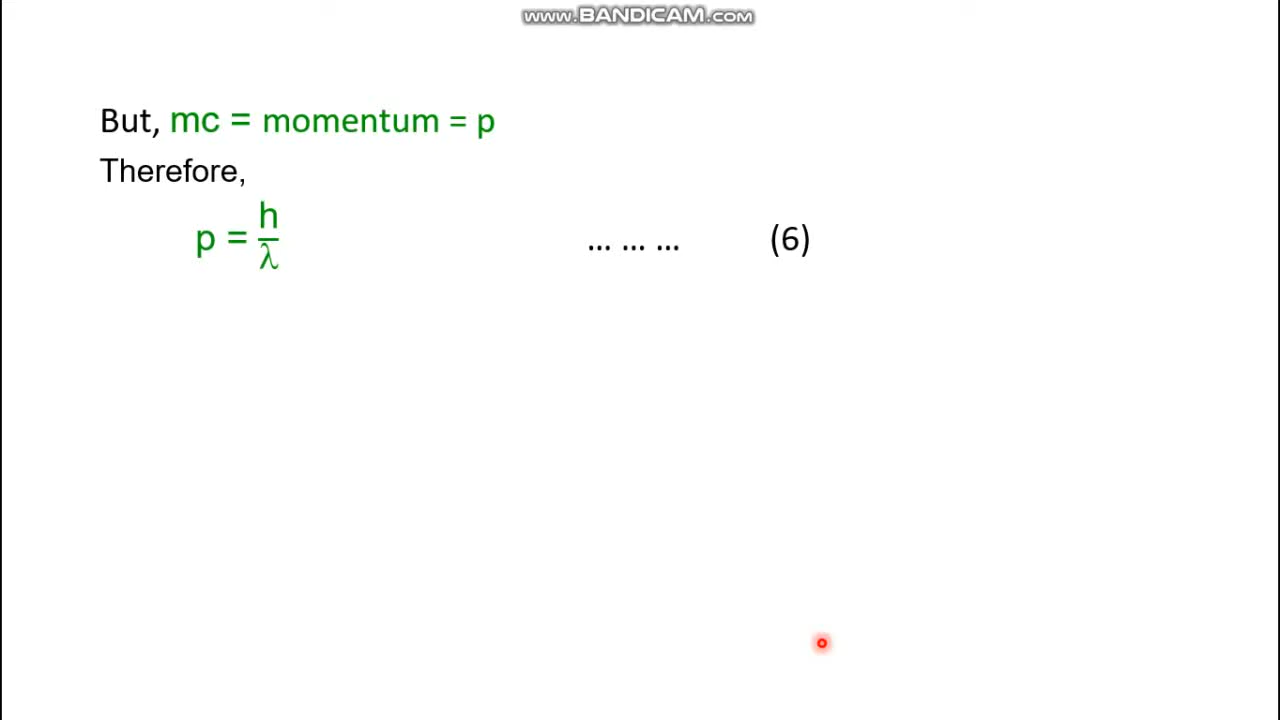 www.BANDICAM.com
But, mc = momentum = p
Therefore,
p = h/λ ... ... ... (6)